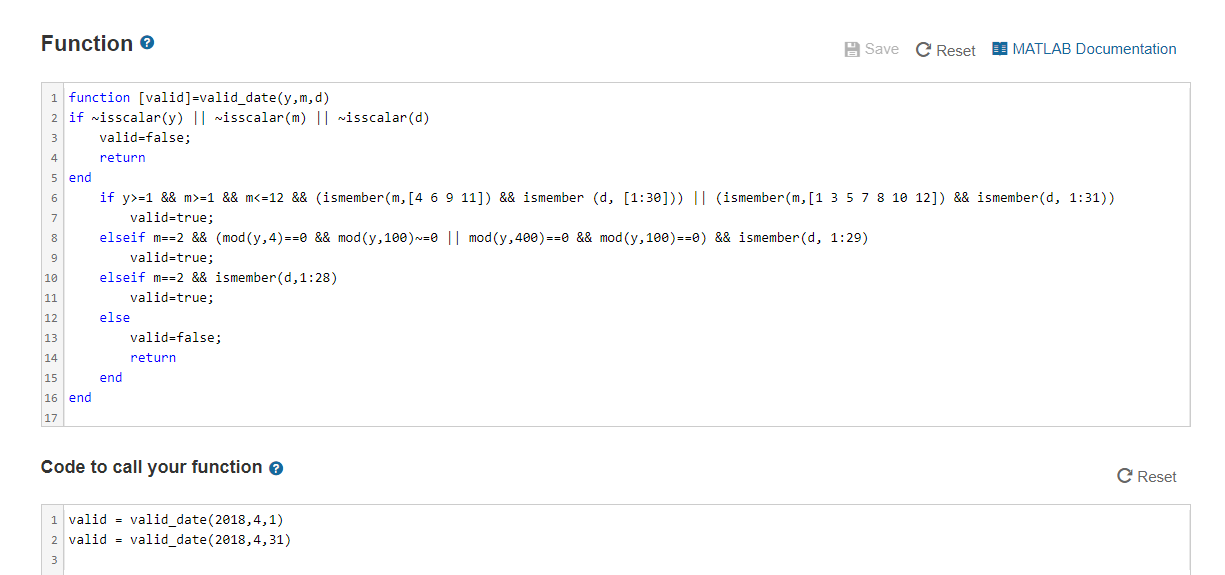 Function ?
Save Reset MATLAB Documentation
1 function [valid]=valid_date(y,m,d)
2 if ~isscalar(y) || ~isscalar(m) || ~isscalar(d)
3     valid=false;
4     return
5 end
6     if y>=1 && m>=1 && m<=12 && (ismember(m,[4 6 9 11]) && ismember (d, [1:30])) || (ismember(m,[1 3 5 7 8 10 12]) && ismember(d, 1:31))
7         valid=true;
8     elseif m==2 && (mod(y,4)==0 && mod(y,100)~=0 || mod(y,400)==0 && mod(y,100)==0) && ismember(d, 1:29)
9         valid=true;
10     elseif m==2 && ismember(d,1:28)
11         valid=true;
12     else
13         valid=false;
14         return
15     end
16 end
17
Code to call your function ?
Reset
1 valid = valid_date(2018,4,1)
2 valid = valid_date(2018,4,31)
3